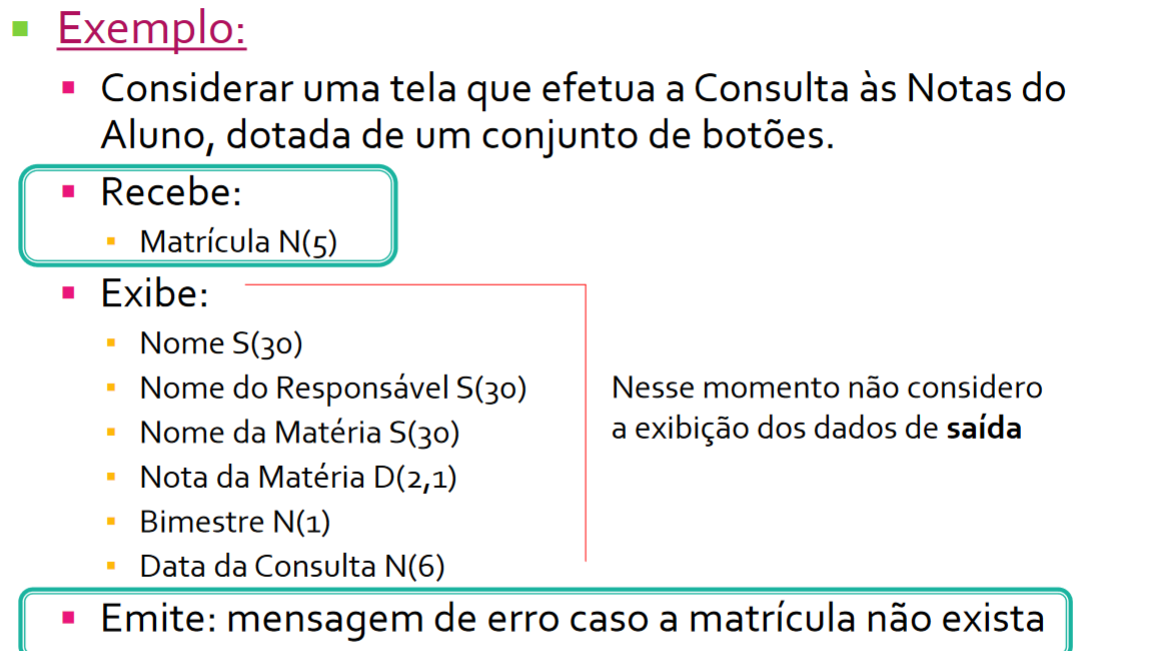 Exemplo:
Considerar uma tela que efetua a Consulta às Notas do
Aluno, dotada de um conjunto de botões.
Recebe:
Matrícula N(5)
Exibe:
Nome S(30)
Nome do Responsável S(30)
Nome da Matéria S(30)
Nota da Matéria D(2,1)
Bimestre N(1)
Data da Consulta N(6)
Nesse momento não considero
a exibição dos dados de saída
Emite: mensagem de erro caso a matrícula não exista